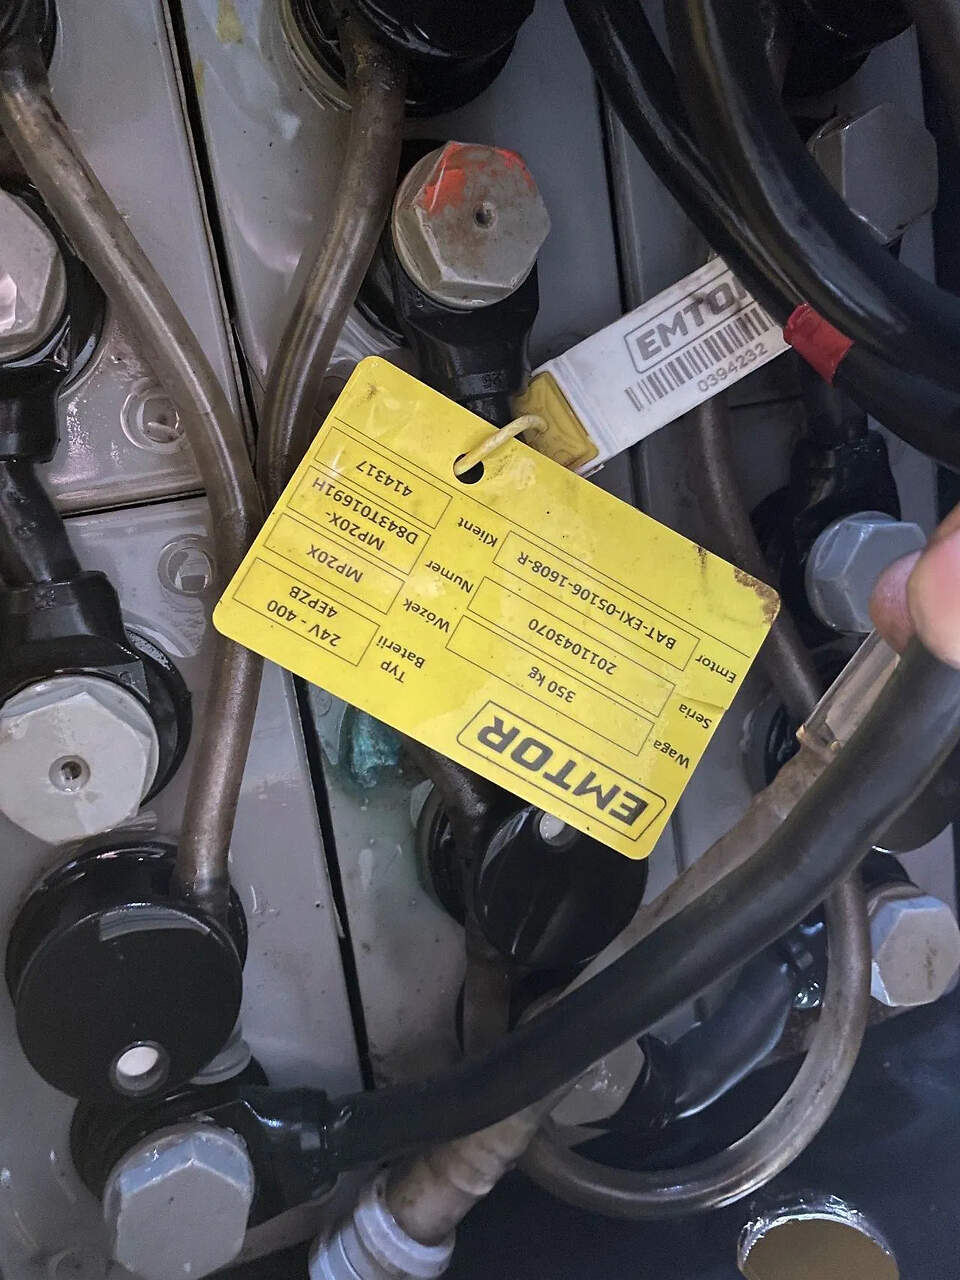 EMTOR
0394232
EMTOR
Waga 350 kg
Seria 2011043070
Emtor BAT-EXI-05106-1608-R
Typ Baterii 24V - 400 4EPZB
Wózek MP20X
Numer MP20X-D843T01691H
Klient 414317